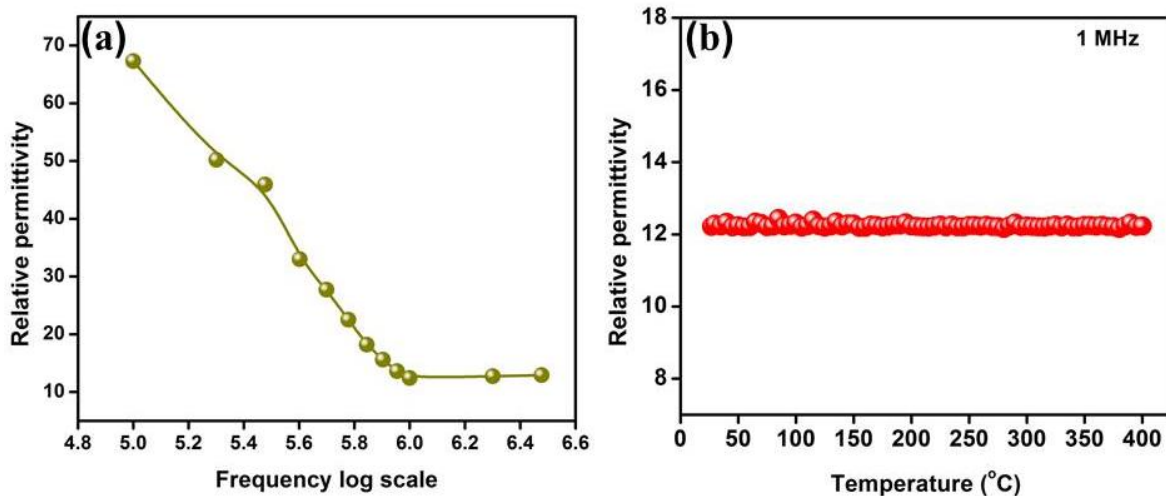 (a)
70
60
50
40
30
20
10
Relative permittivity
4.8 5.0 5.2 5.4 5.6 5.8 6.0 6.2 6.4 6.6
Frequency log scale
(b)
1 MHz
18
16
14
12
10
8
Relative permittivity
0 50 100 150 200 250 300 350 400
Temperature (°C)